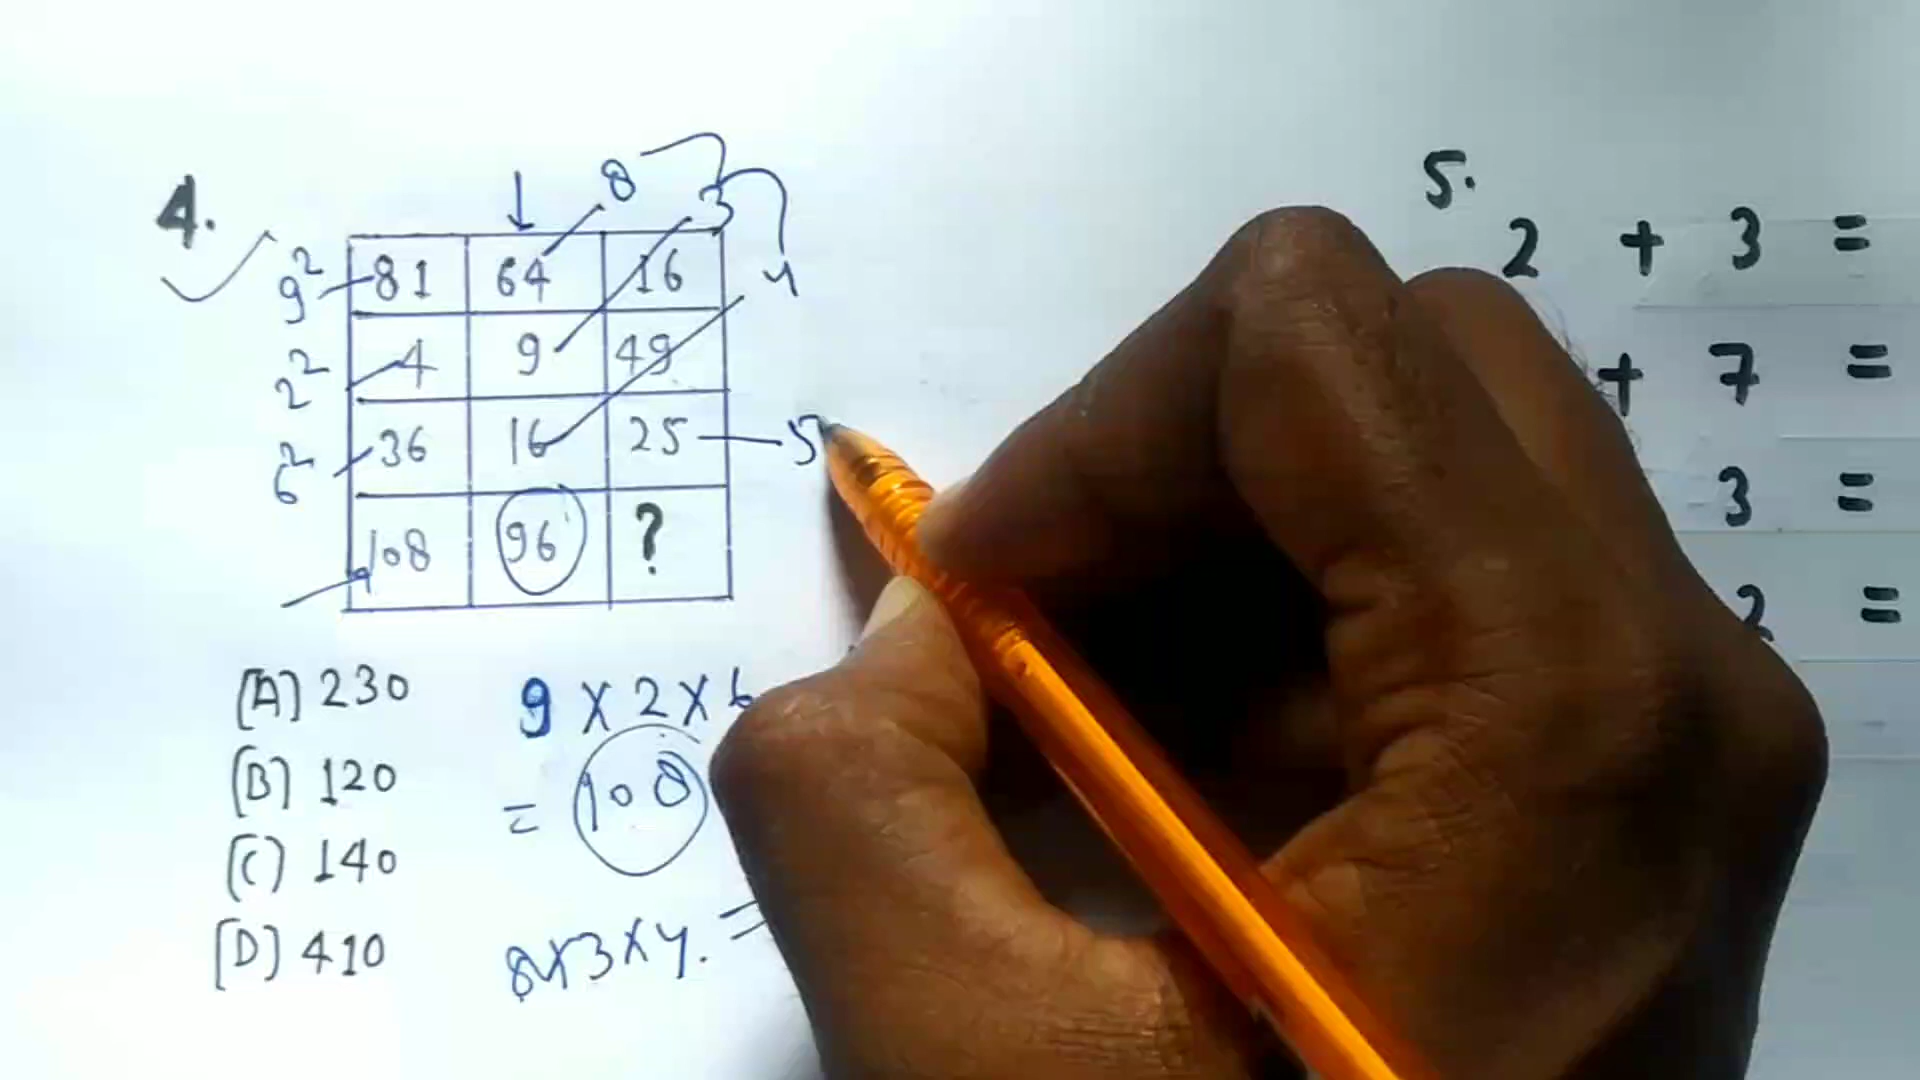 4.
8
3
9² 81 64 16 4
2² 4 9 49
6² 36 16 25 5
108 96 ?
(A) 230
(B) 120
(C) 140
(D) 410
9 X 2 X 6
= 108
8X3X4. =
5.
2 + 3 =
+ 7 =
3 =
2 =